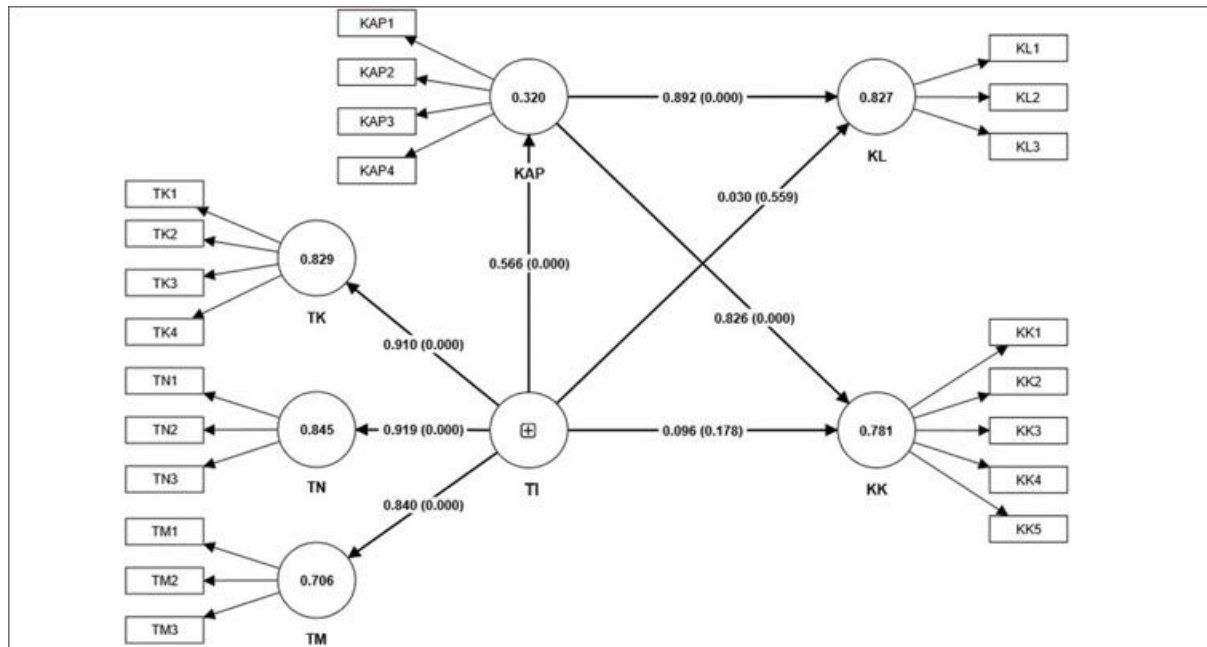 KAP1
KAP2
KAP3
KAP4
0.320
KAP
0.892 (0.000)
0.827
KL
KL1
KL2
KL3
TK1
TK2
TK3
TK4
0.829
TK
0.566 (0.000)
0.030 (0.559)
0.826 (0.000)
0.910 (0.000)
TN1
TN2
TN3
0.845
TN
0.919 (0.000)
TI
0.096 (0.178)
0.781
KK
KK1
KK2
KK3
KK4
KK5
0.840 (0.000)
TM1
TM2
TM3
0.706
TM